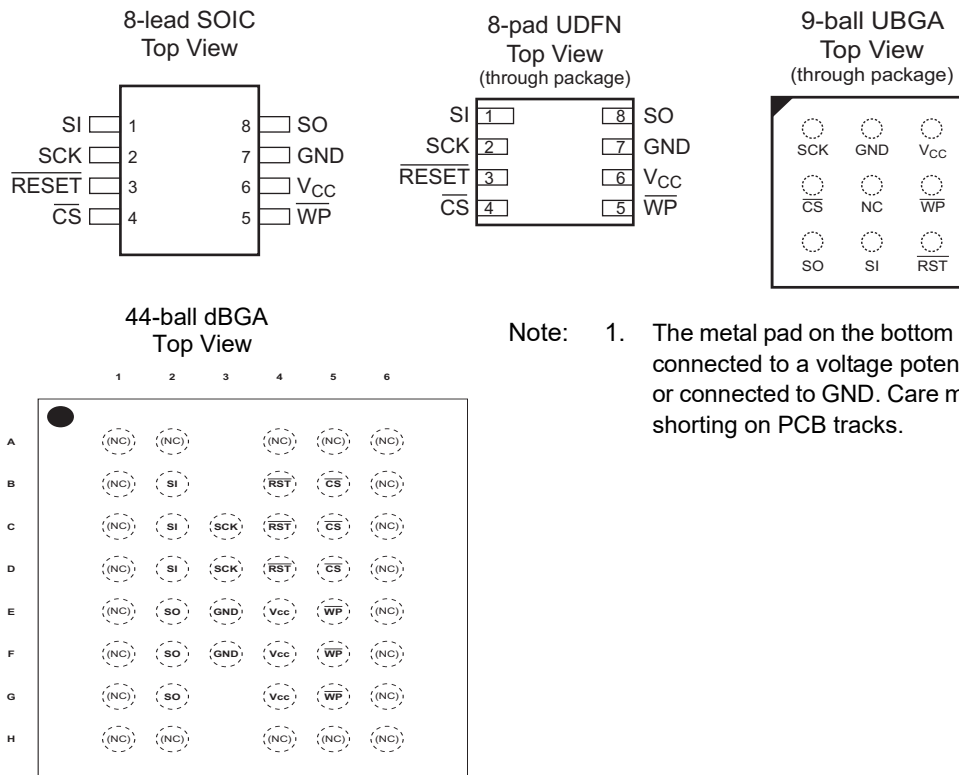 8-lead SOIC
Top View
SI 1 8 SO
SCK 2 7 GND
RESET 3 6 VCC
CS 4 5 WP
8-pad UDFN
Top View
(through package)
SI 1 8 SO
SCK 2 7 GND
RESET 3 6 VCC
CS 4 5 WP
9-ball UBGA
Top View
(through package)
SCK GND VCC
CS NC WP
SO SI RST
44-ball dBGA
Top View
1 2 3 4 5 6
A (NC) (NC) (NC) (NC) (NC)
B (NC) SI RST CS (NC)
C (NC) SI SCK RST CS (NC)
D (NC) SI SCK RST CS (NC)
E (NC) SO GND Vcc WP (NC)
F (NC) SO GND Vcc WP (NC)
G (NC) SO Vcc WP (NC)
H (NC) (NC) (NC) (NC) (NC)
Note: 1. The metal pad on the bottom
connected to a voltage poten
or connected to GND. Care m
shorting on PCB tracks.